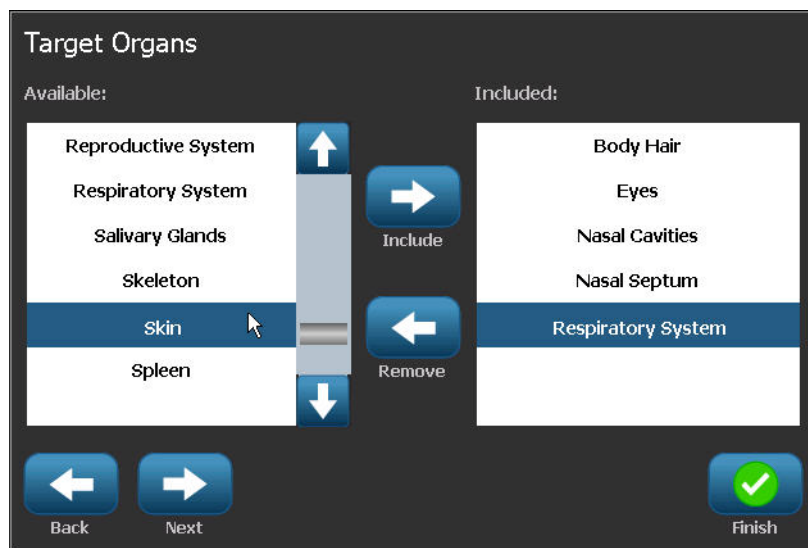 Target Organs
Available:
Included:
Reproductive System
Respiratory System
Salivary Glands
Skeleton
Skin
Spleen
Include
Remove
Body Hair
Eyes
Nasal Cavities
Nasal Septum
Respiratory System
Back
Next
Finish